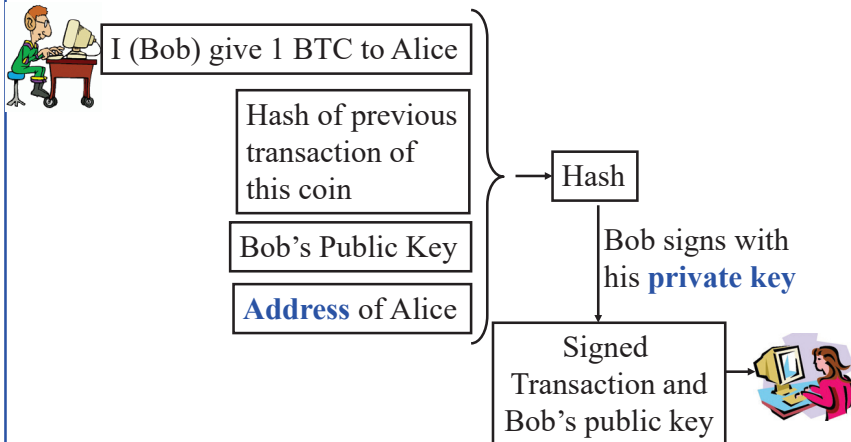 I (Bob) give 1 BTC to Alice
Hash of previous
transaction of
this coin
Bob’s Public Key
Address of Alice
Hash
Bob signs with
his private key
Signed
Transaction and
Bob’s public key